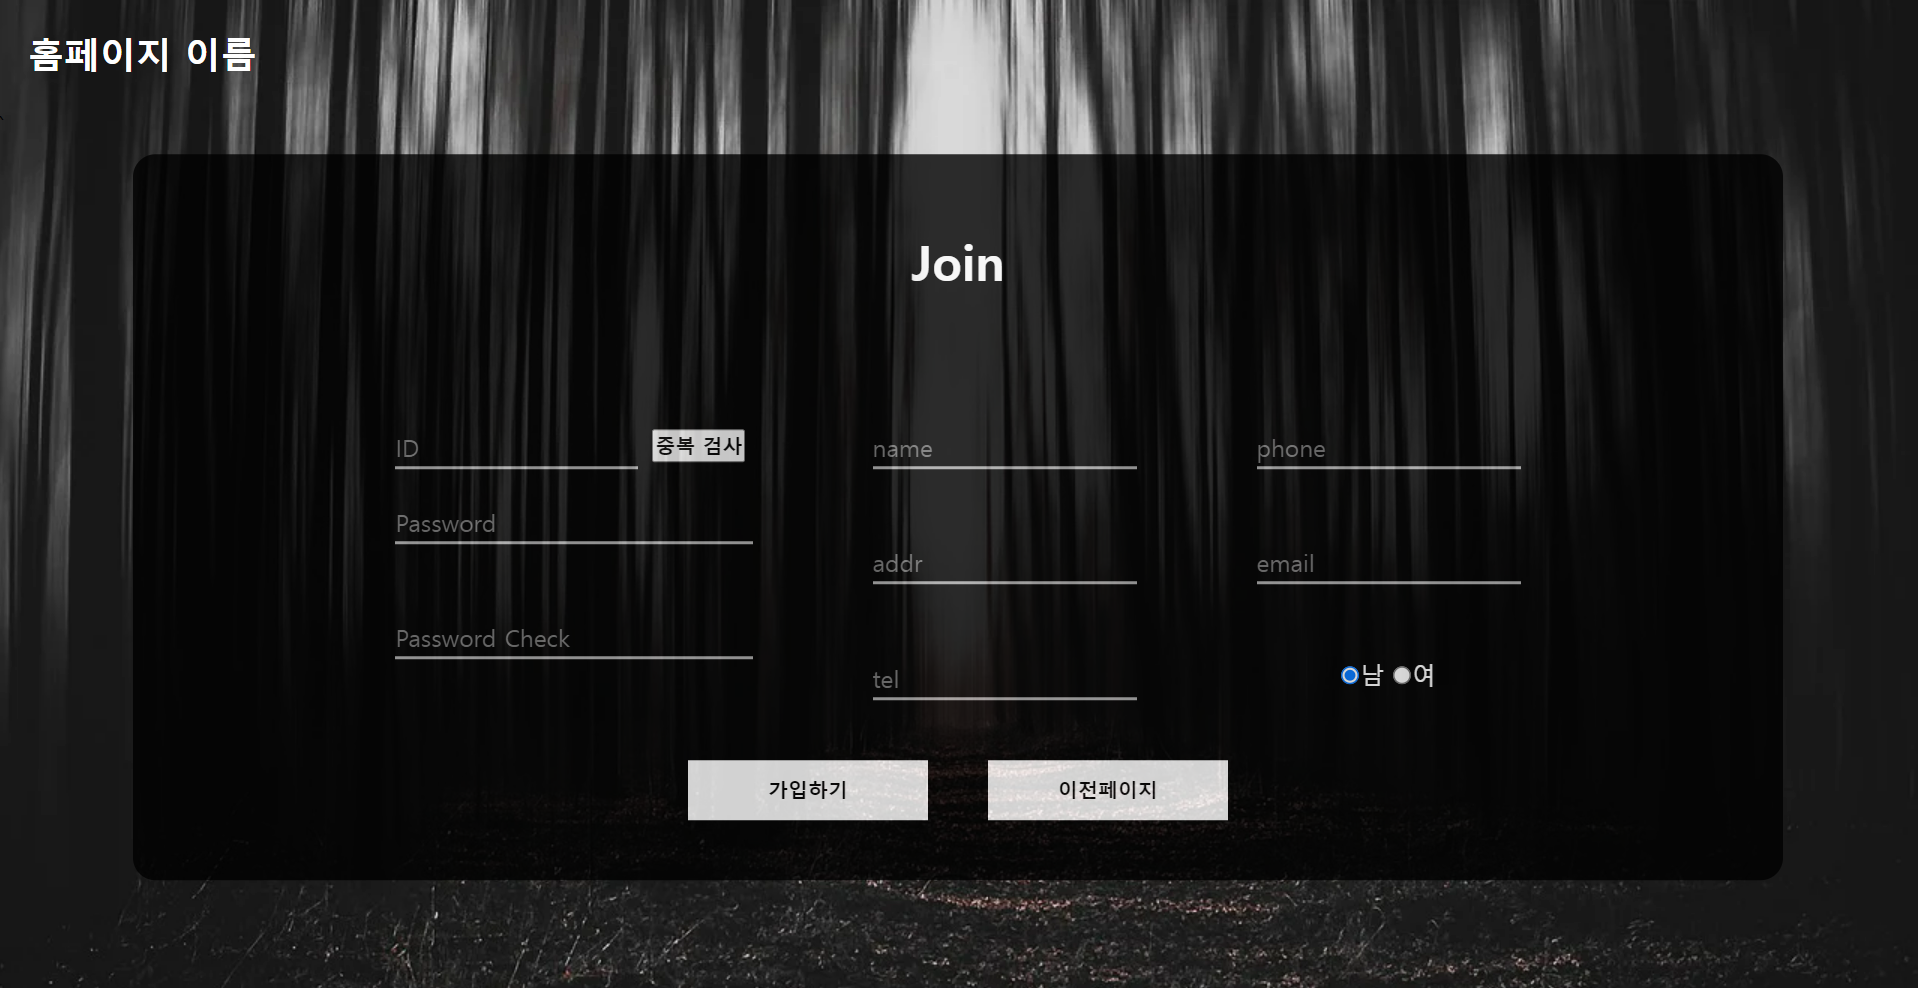 홈페이지 이름
Join
ID
중복 검사
name
phone
Password
addr
email
Password Check
tel
남 여
가입하기
이전페이지